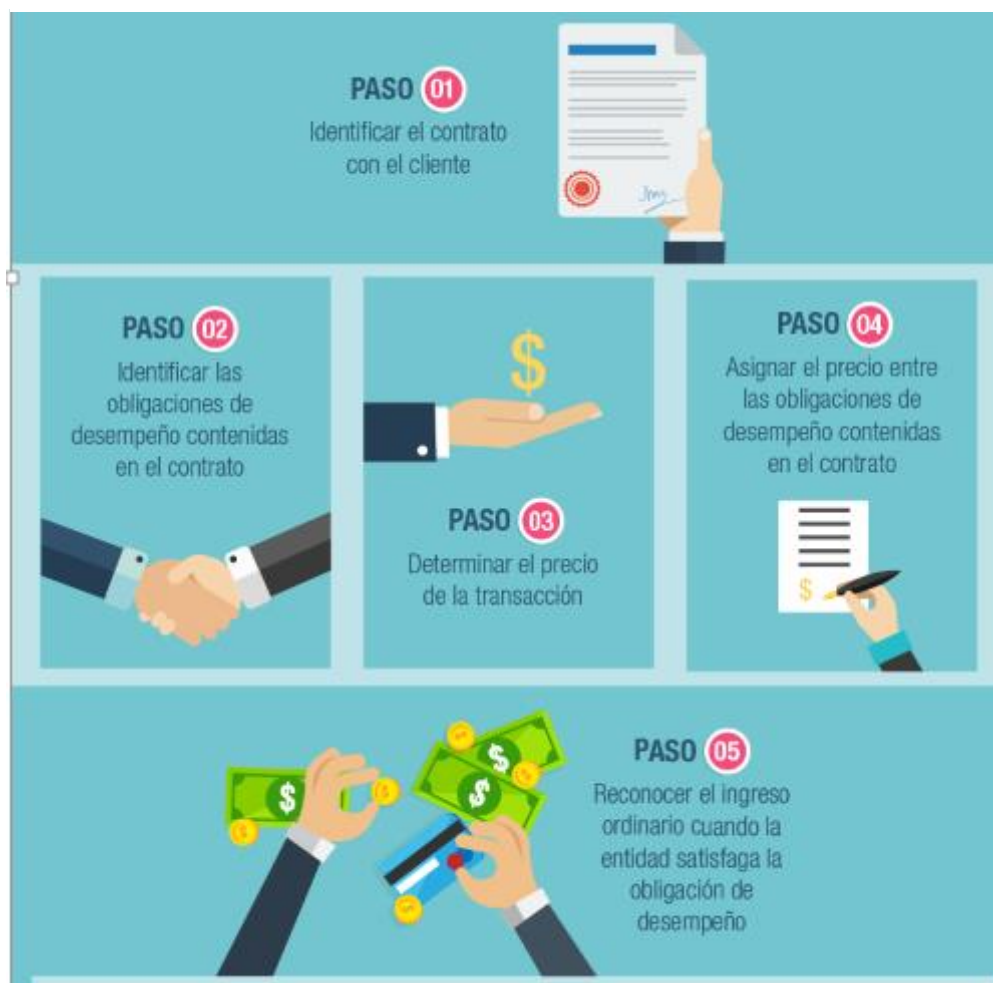 PASO 01
Identificar el contrato
con el cliente
PASO 02
Identificar las
obligaciones de
desempeño contenidas
en el contrato
$
PASO 03
Determinar el precio
de la transacción
PASO 04
Asignar el precio entre
las obligaciones de
desempeño contenidas
en el contrato
$
PASO 05
Reconocer el ingreso
ordinario cuando la
entidad satisfaga la
obligación de
desempeño